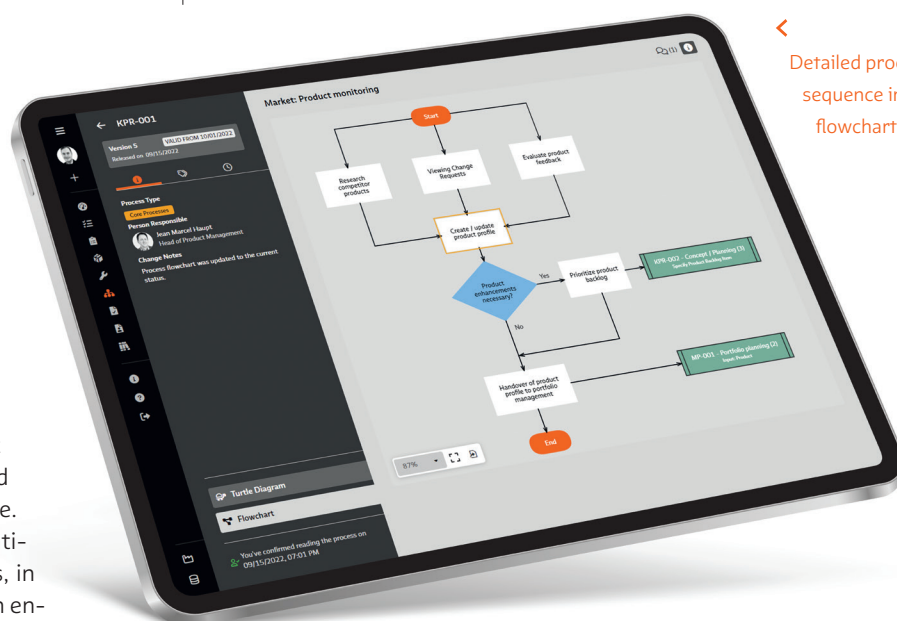 <
Detailed proc
sequence in
flowchart
KPR-001
Version 5
VALID FROM 10/01/2022
Released on 09/15/2022
Process Type
Core Processes
Person Responsible
Jean Marcel Haupt
Head of Product Management
Change Notes
Process flowchart was updated to the current
status.
Turtle Diagram
Flowchart
You've confirmed reading the process on
09/15/2022, 07:01 PM
Market: Product monitoring
(1)
Start
Research
competitor
products
Viewing Change
Requests
Evaluate product
feedback
Create / update
product profile
Product
enhancements
necessary?
Yes
No
Prioritize product
backlog
KPR-002 - Concept / Planning (3)
Specify Product Backlog Item
MP-001 - Portfolio planning (2)
Input: Product
Handover of product
profile to portfolio
management
End
87%
d
e.
ti-
s, in
n en-